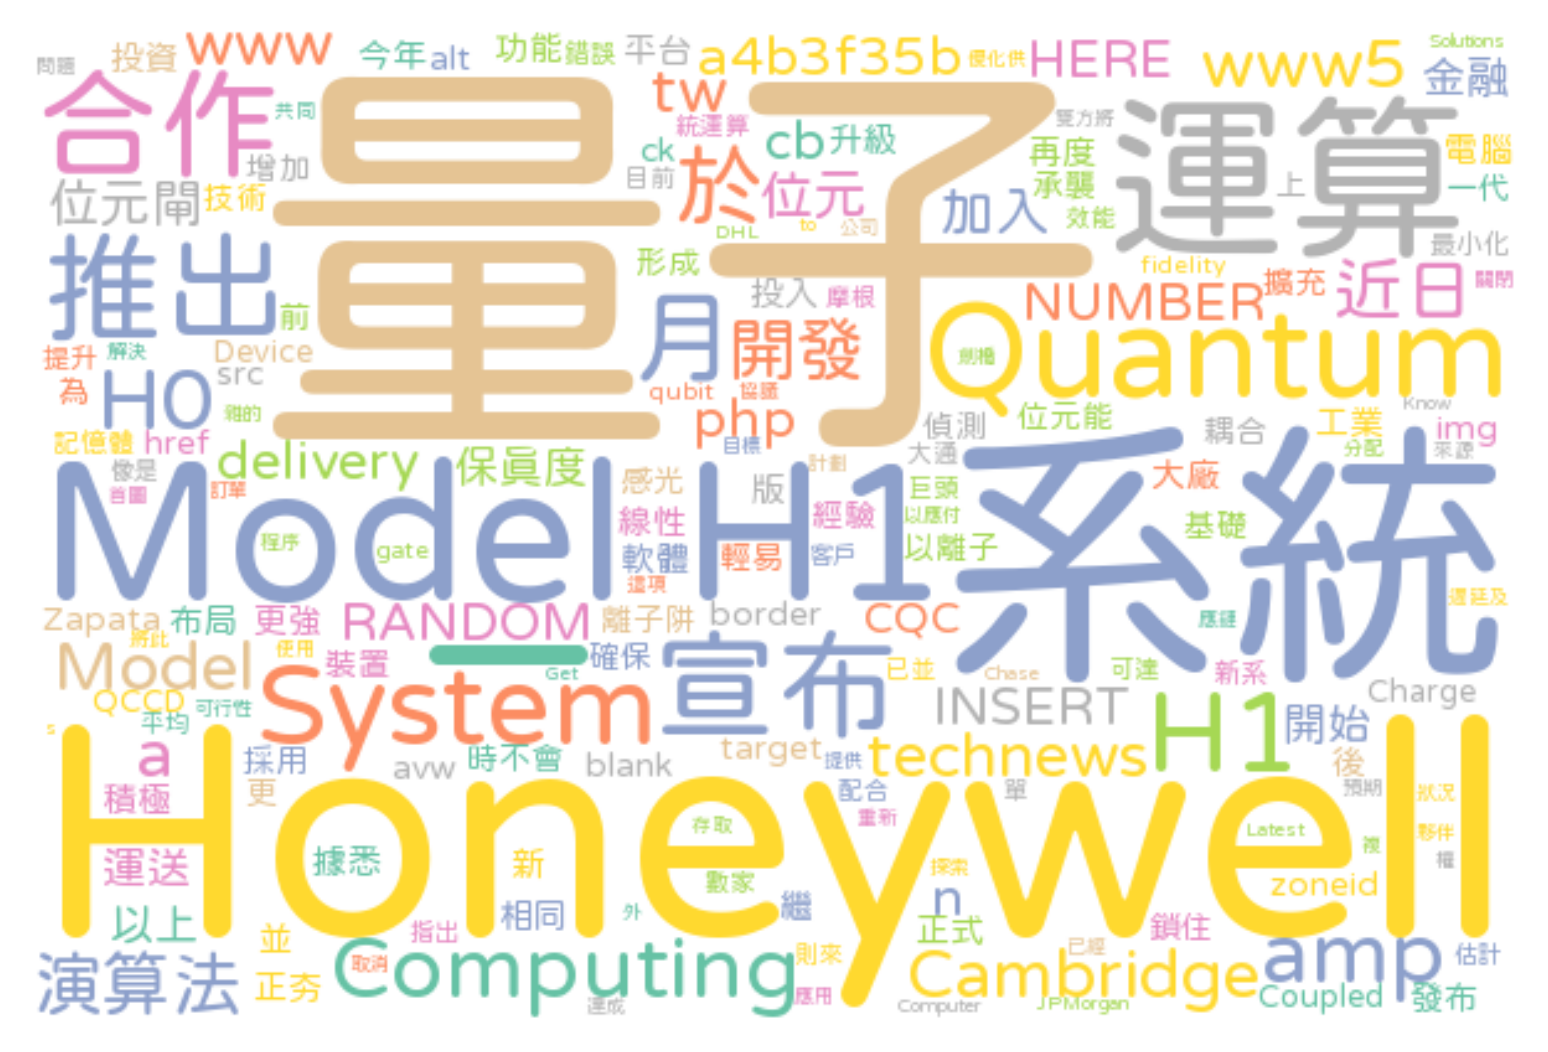 問題 投資 www 今年 alt 功能 錯誤 平台 a4b3f35b 優化供 HERE www5 Solutions 金融
合作 共同 量子 tw 統運算 ck cb 升級 雙方將 再度 運算 電腦
增加 目前 於 位元 承襲 上 一代
位元閘 技術 加入 效能 最小化
推出 前 DHL to 公司 形成 fidelity
投入 摩根 NUMBER 擴充 近日 關閉
提升 解決 Device 月 開發 Quantum 劍橋
為 H0 src qubit 協議
雜的 php 位元能 Know
記憶體 href delivery 保真度 目標 偵測 耦合 工業 img
像是 計劃 大通 分配 來源
首圖 訂單 感光 版 巨頭 大廠
Model H1 系統 線性 經驗 以應付 基礎
程序 gate 軟體 輕易 客戶 以離子
這項 遲延及
Zapata 布局 更強 RANDOM 離子阱 border CQC 應鏈
將此 使用 _
Model 裝置 確保 宣布 已並 Chase 可達 新系
QCCD 可行性 System Get INSERT Charge
s 平均 H1 開始
a 採用 avw 時不會 blank target 提供 technews 後
積極 更 配合 單 預期 狀況
Honeywell 重新 存取 Latest 夥伴
運送 據悉 新 數家 探索 複 權
zoneid
以上 相同 外 繼 n
並 指出 正式 鎖住
演算法 正夯 取消 Computing 則來 已經 Cambridge amp 估計
達成 應用 Computer JPMorgan Coupled 發布